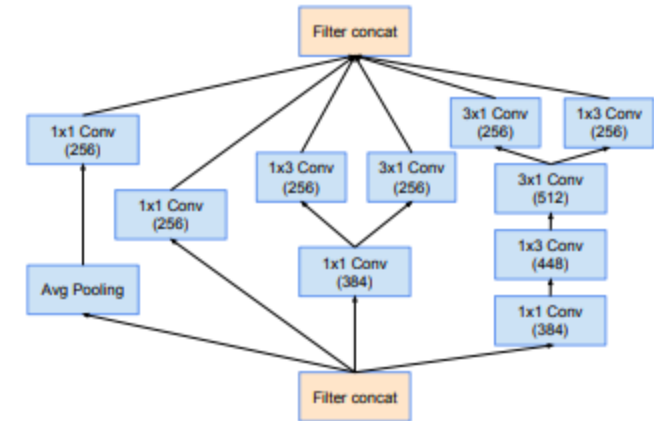 Filter concat
3x1 Conv
(256)
1x3 Conv
(256)
1x1 Conv
(256)
1x3 Conv
(256)
3x1 Conv
(256)
3x1 Conv
(512)
1x1 Conv
(256)
1x3 Conv
(448)
1x1 Conv
(384)
Avg Pooling
1x1 Conv
(384)
Filter concat